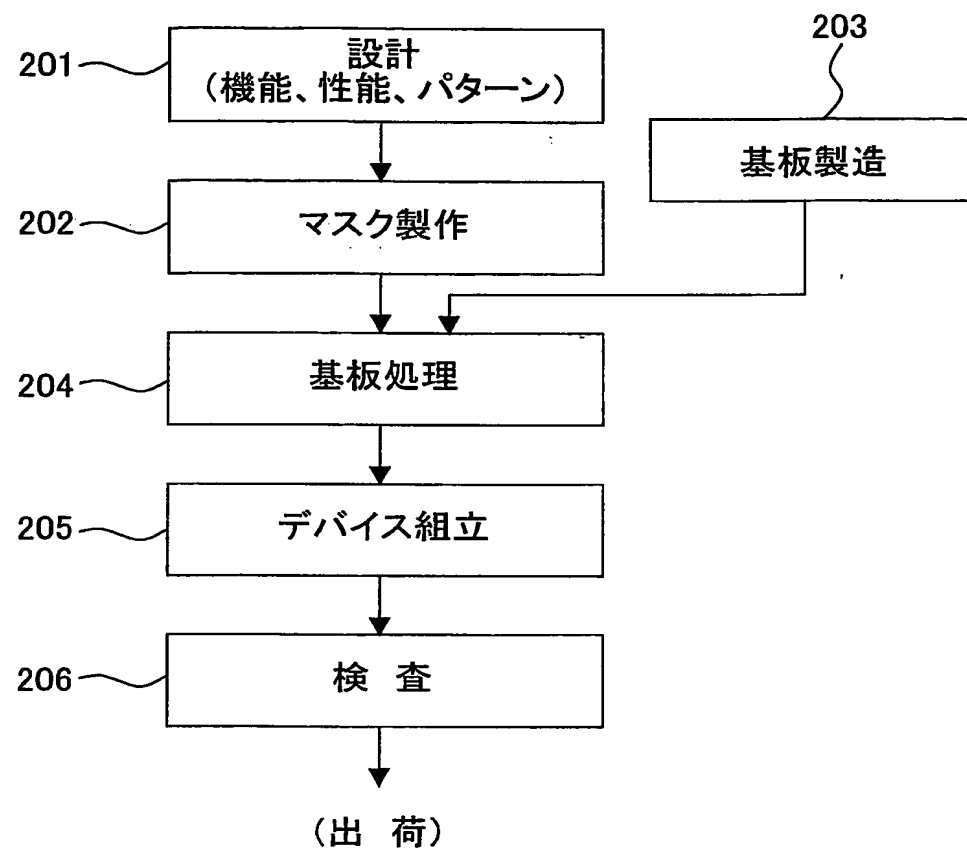 203
201
設計
（機能、性能、パターン）
基板製造
202
マスク製作
204
基板処理
205
デバイス組立
206
検 査
（出 荷）